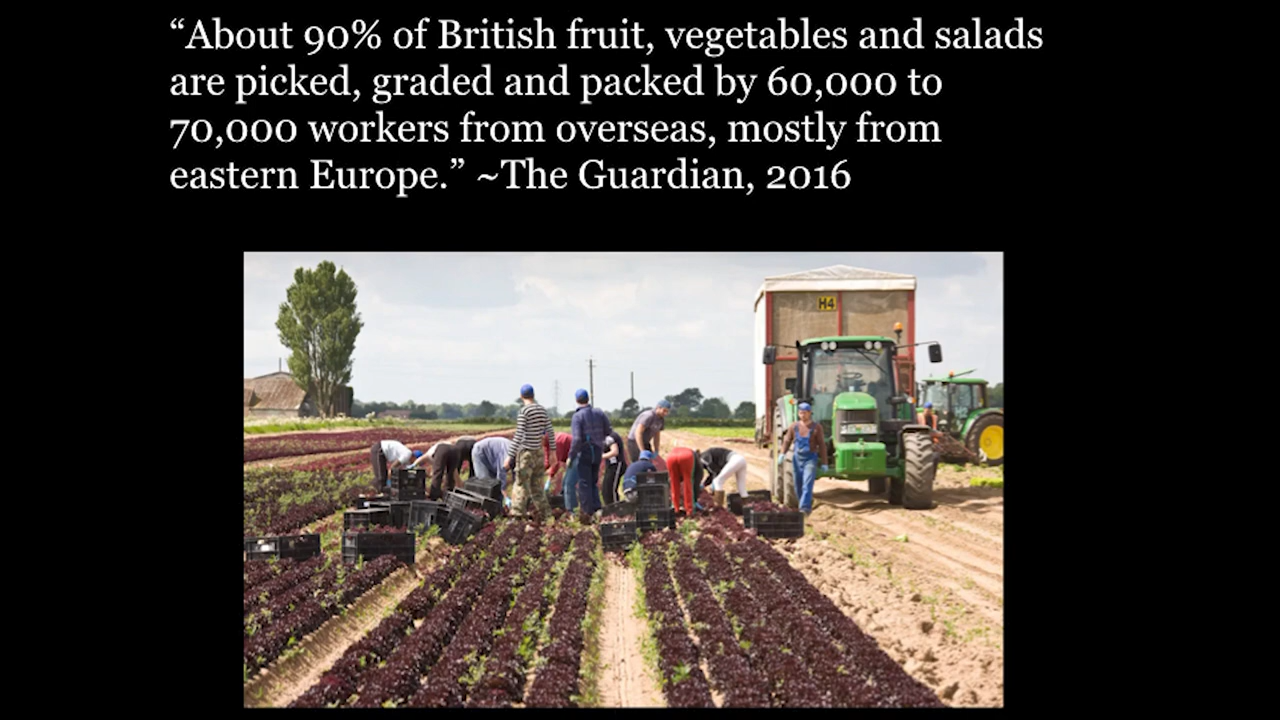 “About 90% of British fruit, vegetables and salads
are picked, graded and packed by 60,000 to
70,000 workers from overseas, mostly from
eastern Europe.” ~The Guardian, 2016
H4